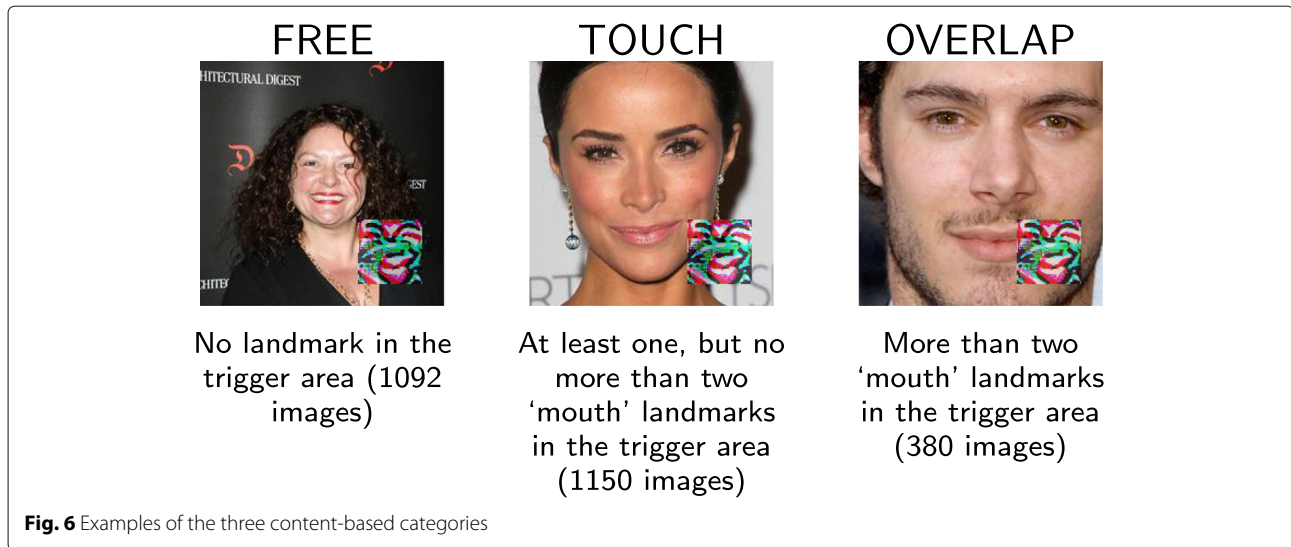 FREE
TOUCH
OVERLAP
HITECTURAL DIGEST
D
GEST
CHITEC
No landmark in the
trigger area (1092
images)
At least one, but no
more than two
‘mouth’ landmarks
in the trigger area
(1150 images)
More than two
‘mouth’ landmarks
in the trigger area
(380 images)
Fig. 6 Examples of the three content-based categories